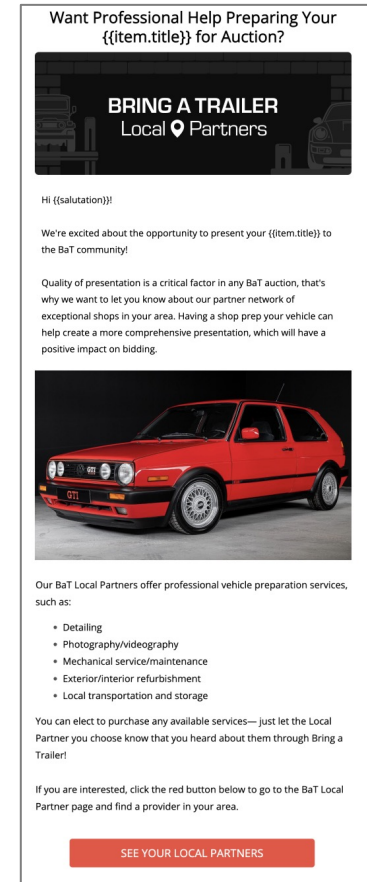 Want Professional Help Preparing Your
{{item.title}} for Auction?
BRING A TRAILER
Local Partners
Hi {{salutation}}!
We're excited about the opportunity to present your {{item.title}} to
the BaT community!
Quality of presentation is a critical factor in any BaT auction, that's
why we want to let you know about our partner network of
exceptional shops in your area. Having a shop prep your vehicle can
help create a more comprehensive presentation, which will have a
positive impact on bidding.
GTI
GTI
Our BaT Local Partners offer professional vehicle preparation services,
such as:
• Detailing
• Photography/videography
• Mechanical service/maintenance
• Exterior/interior refurbishment
• Local transportation and storage
You can elect to purchase any available services— just let the Local
Partner you choose know that you heard about them through Bring a
Trailer!
If you are interested, click the red button below to go to the BaT Local
Partner page and find a provider in your area.
SEE YOUR LOCAL PARTNERS